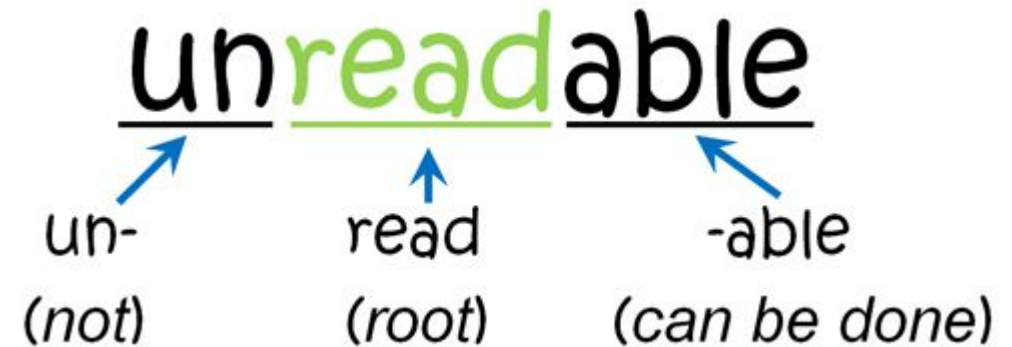 unreadable
un- read -able
(not) (root) (can be done)